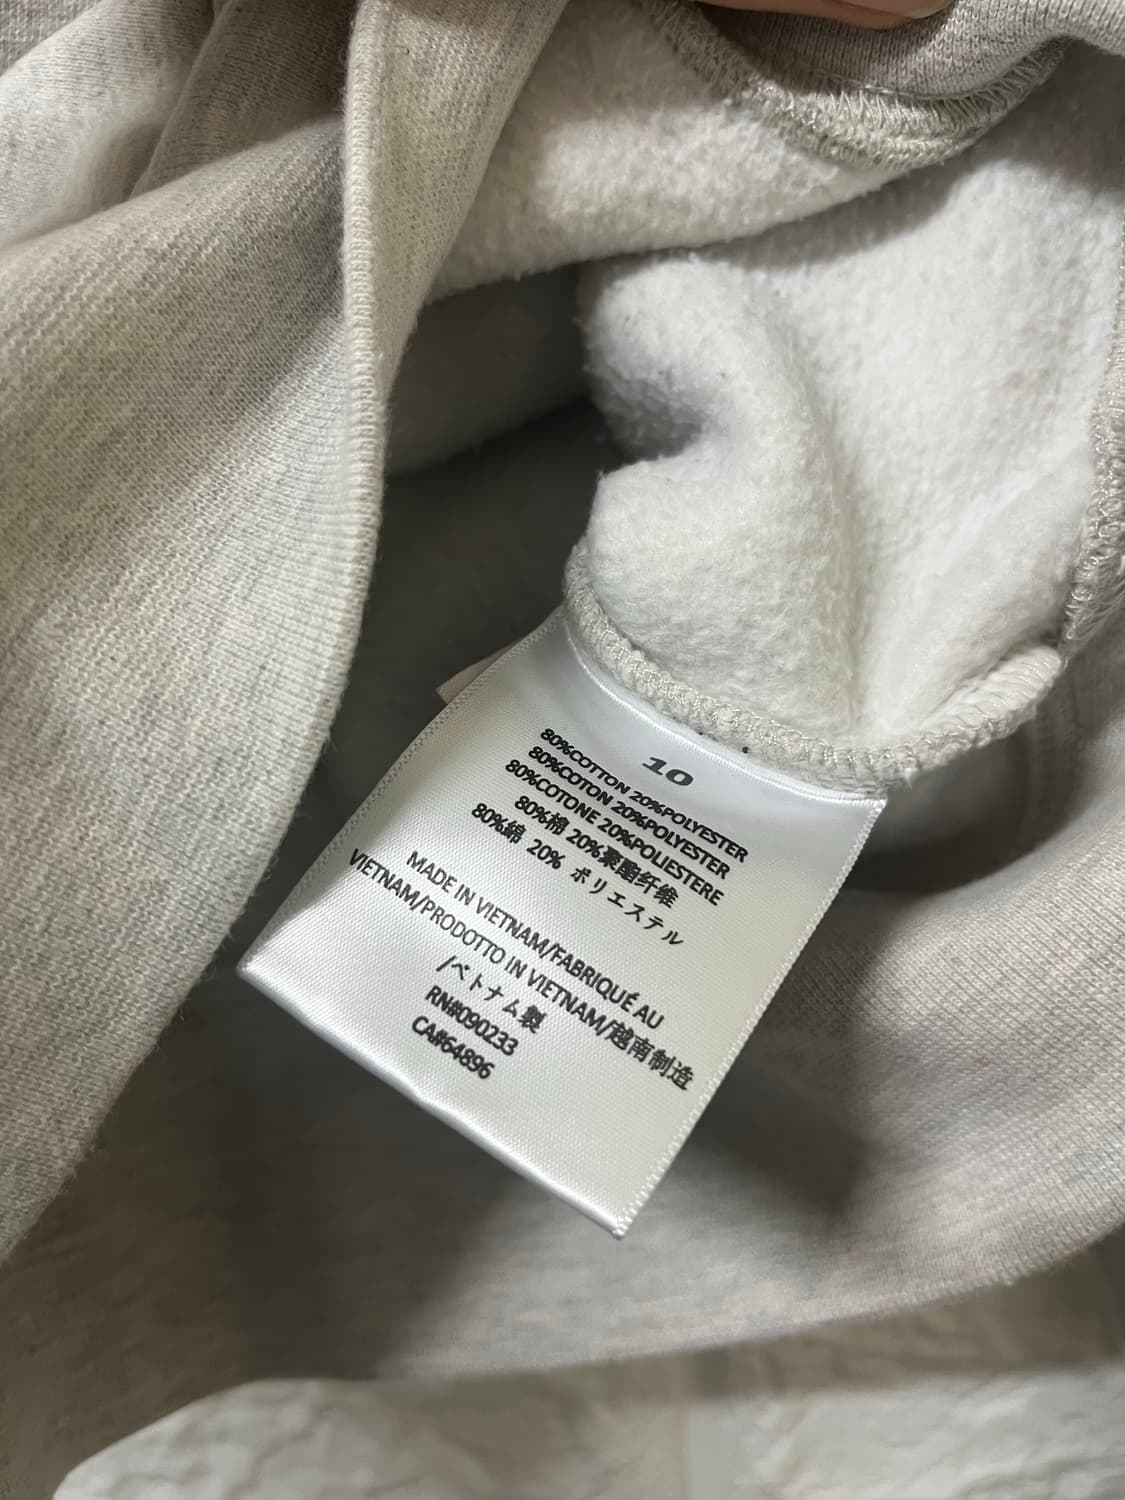 10
80%COTTON 20%POLYESTER
80%COTON 20%POLYESTER
80%COTONE 20%POLIESTERE
80%棉 20%聚酯纤维
80%綿 20% ポリエステル
MADE IN VIETNAM/FABRIQUÉ AU
VIETNAM/PRODOTTO IN VIETNAM/越南制造
/ベトナム製
RN#090233
CA#64896